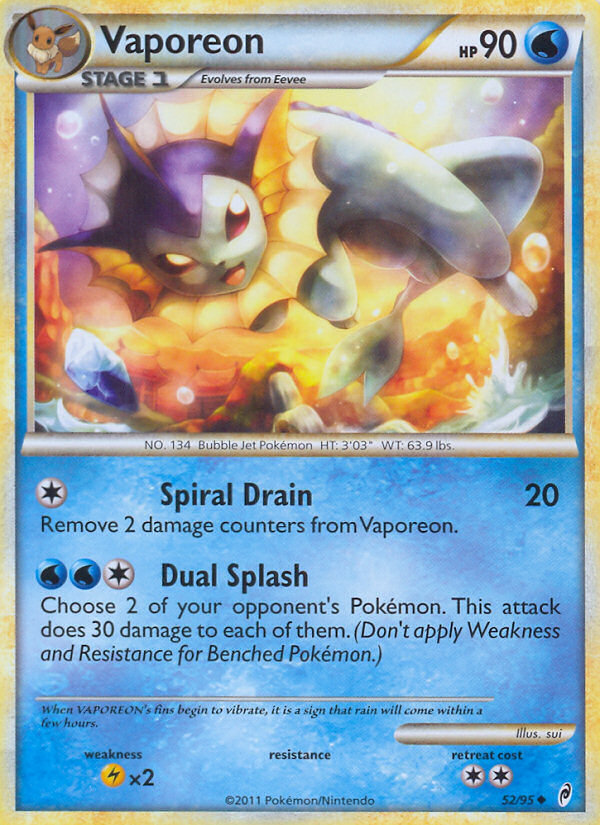 Vaporeon
HP 90
STAGE 1
Evolves from Eevee
NO. 134 Bubble Jet Pokémon HT: 3'03" WT: 63.9 lbs.
Spiral Drain 20
Remove 2 damage counters from Vaporeon.
Dual Splash
Choose 2 of your opponent's Pokémon. This attack
does 30 damage to each of them. (Don't apply Weakness
and Resistance for Benched Pokémon.)
When VAPOREON's fins begin to vibrate, it is a sign that rain will come within a
few hours.
Illus. sui
weakness resistance retreat cost
×2
©2011 Pokémon/Nintendo 52/95